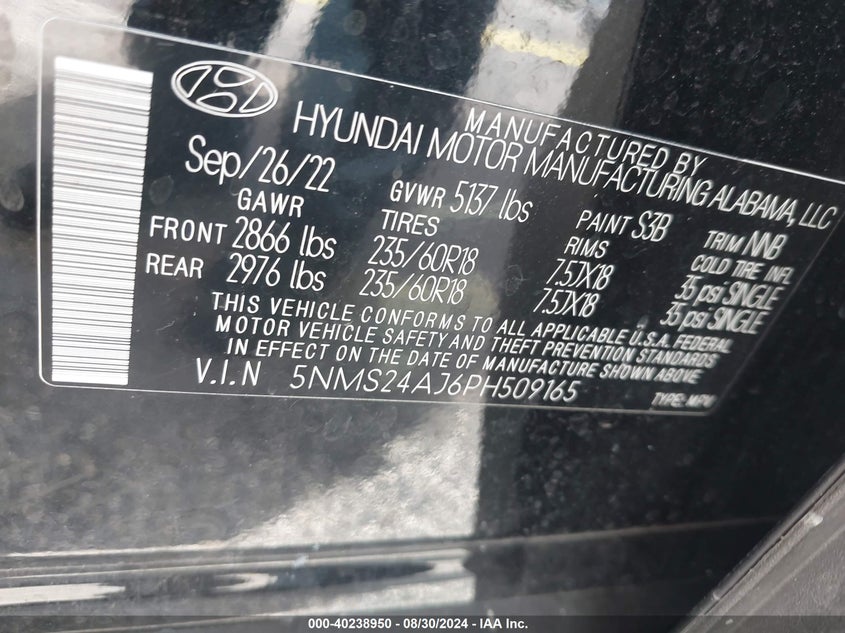 MANUFACTURED BY
HYUNDAI MOTOR MANUFACTURING ALABAMA, LLC
Sep/26/22 GVWR 5137 lbs PAINT S3B TRIM NNB
GAWR TIRES RIMS COLD TIRE INFL
FRONT 2866 lbs 235/60R18 7.5JX18 35 psi SINGLE
REAR 2976 lbs 235/60R18 7.5JX18 35 psi SINGLE
THIS VEHICLE CONFORMS TO ALL APPLICABLE U.S.A. FEDERAL
MOTOR VEHICLE SAFETY AND THEFT PREVENTION STANDARDS
IN EFFECT ON THE DATE OF MANUFACTURE SHOWN ABOVE
V.I.N 5NMS24AJ6PH509165 TYPE: MPV
000-40238950 - 08/30/2024 - IAA Inc.